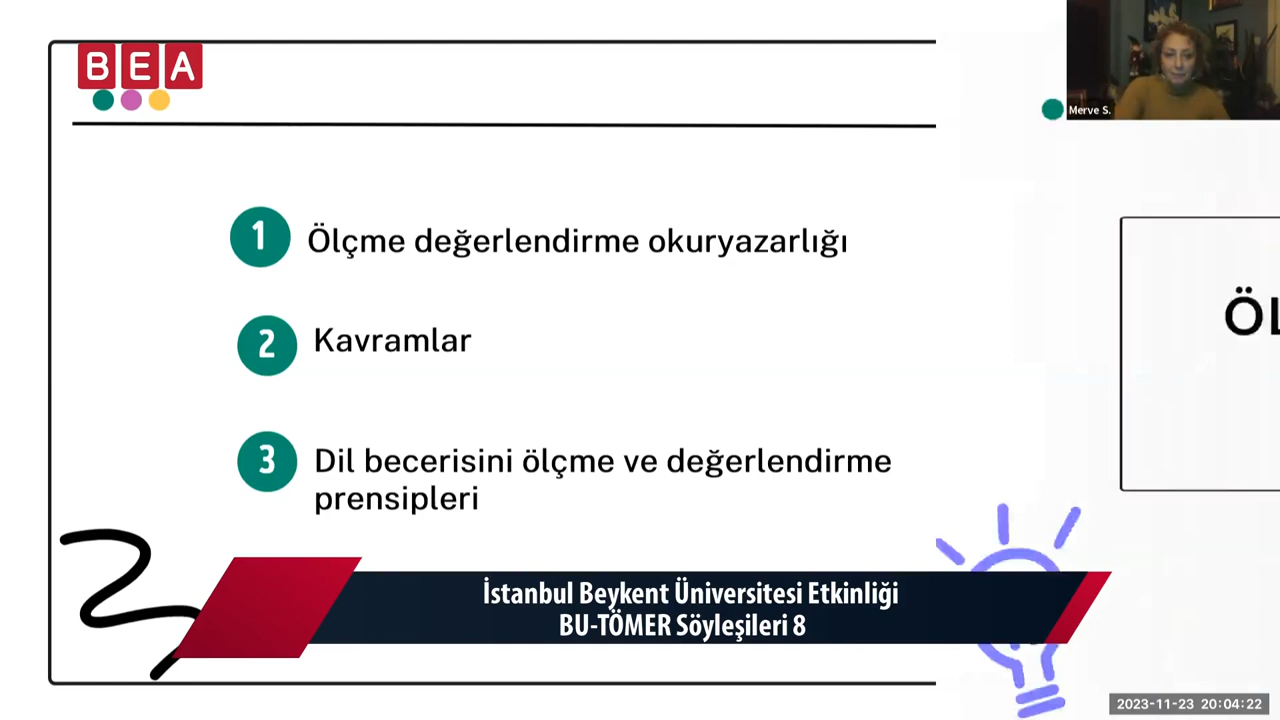 BEA
Merve S.
1 Ölçme değerlendirme okuryazarlığı
ÖL
2 Kavramlar
3 Dil becerisini ölçme ve değerlendirme
prensipleri
İstanbul Beykent Üniversitesi Etkinliği
BU-TÖMER Söyleşileri 8
2023-11-23 20:04:22